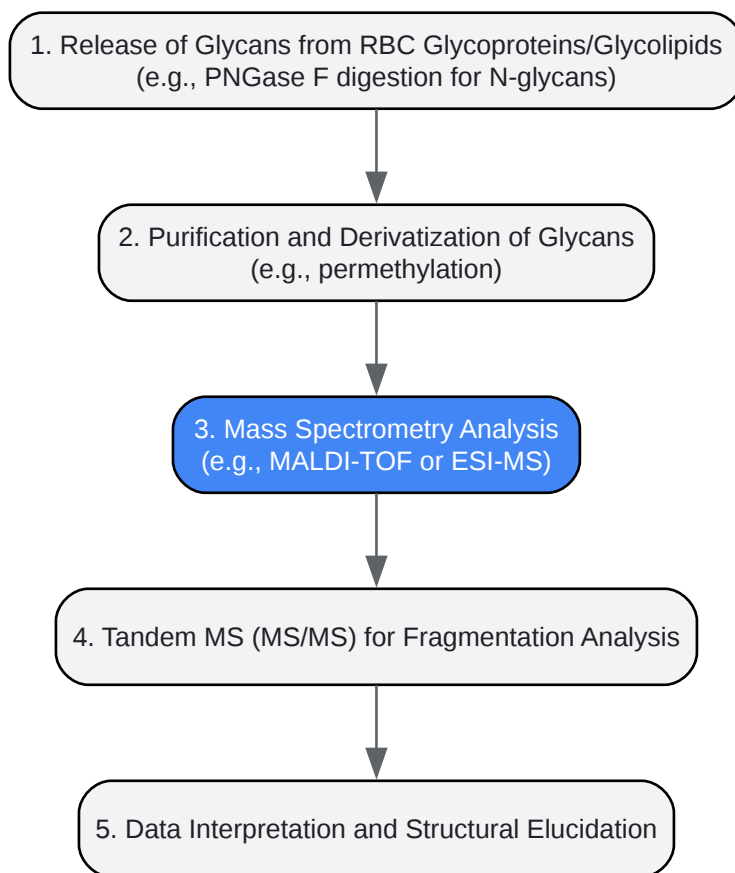 1. Release of Glycans from RBC Glycoproteins/Glycolipids
(e.g., PNGase F digestion for N-glycans)
2. Purification and Derivatization of Glycans
(e.g., permethylation)
3. Mass Spectrometry Analysis
(e.g., MALDI-TOF or ESI-MS)
4. Tandem MS (MS/MS) for Fragmentation Analysis
5. Data Interpretation and Structural Elucidation